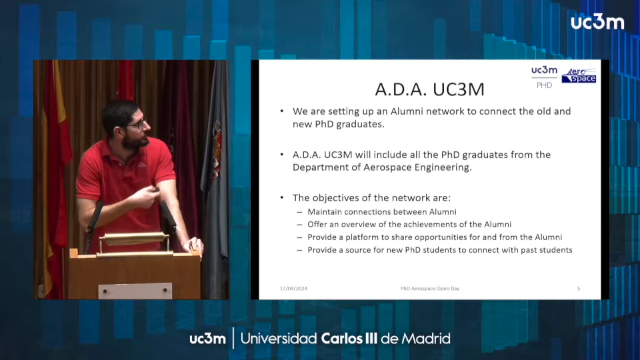 uc3m
uc3m
PHD
Aerospace
A.D.A. UC3M
• We are setting up an Alumni network to connect the old and
new PhD graduates.
• A.D.A. UC3M will include all the PhD graduates from the
Department of Aerospace Engineering.
• The objectives of the network are:
– Maintain connections between Alumni
– Offer an overview of the achievements of the Alumni
– Provide a platform to share opportunities for and from the Alumni
– Provide a source for new PhD students to connect with past students
PhD Aerospace Open Day
5
uc3m | Universidad Carlos III de Madrid